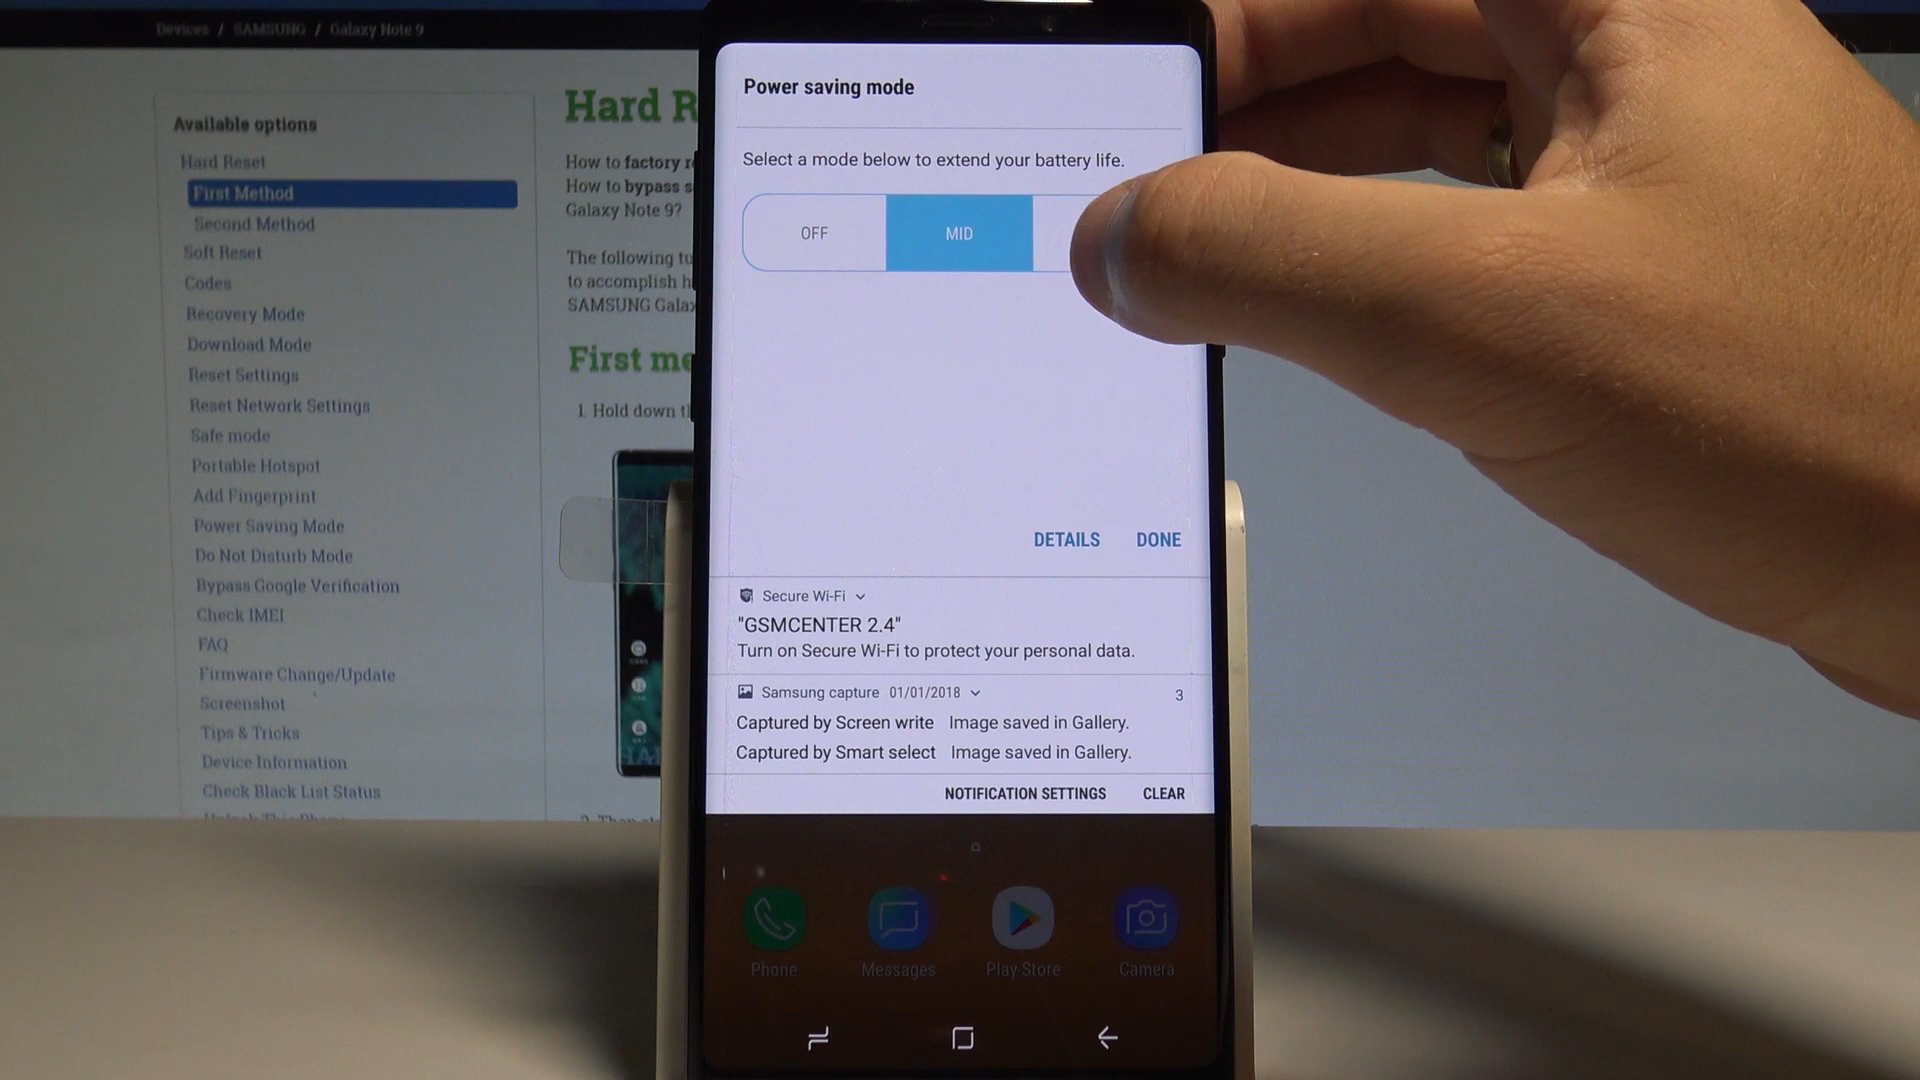 Devices / SAMSUNG / Galaxy Note 9
Available options
Hard Reset
First Method
Second Method
Soft Reset
Codes
Recovery Mode
Download Mode
Reset Settings
Reset Network Settings
Safe mode
Portable Hotspot
Add Fingerprint
Power Saving Mode
Do Not Disturb Mode
Bypass Google Verification
Check IMEI
FAQ
Firmware Change/Update
Screenshot
Tips & Tricks
Device Information
Check Black List Status
Hard R
How to factory r
How to bypass s
Galaxy Note 9?
The following tu
to accomplish h
SAMSUNG Galax
First me
1. Hold down t
Power saving mode
Select a mode below to extend your battery life.
OFF
MID
DETAILS
DONE
Secure Wi-Fi
"GSMCENTER 2.4"
Turn on Secure Wi-Fi to protect your personal data.
Samsung capture 01/01/2018
3
Captured by Screen write Image saved in Gallery.
Captured by Smart select Image saved in Gallery.
NOTIFICATION SETTINGS
CLEAR
Phone
Messages
Play Store
Camera